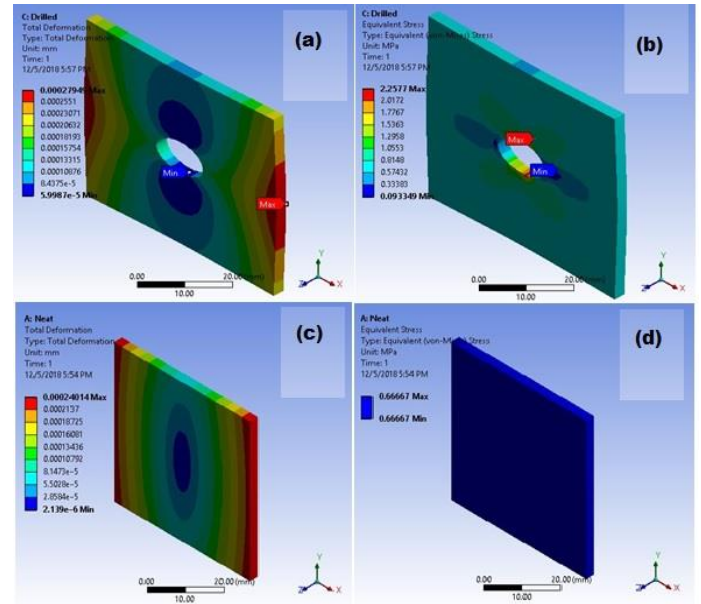 C: Drilled
Total Deformation
Type: Total Deformation
Unit: mm
Time: 1
12/5/2018 5:57 PM
(a)
0.00027949 Max
0.0002551
0.00023071
0.00020632
0.00018193
0.00015754
0.00013315
0.00010876
8.4375e-5
5.9987e-5 Min
Min
Max
0.00
20.00 (mm)
10.00
Y
Z
X
C: Drilled
Equivalent Stress
Type: Equivalent (von-Mises) Stress
Unit: MPa
Time: 1
12/5/2018 5:57 PM
(b)
2.2577 Max
2.0172
1.7767
1.5363
1.2958
1.0553
0.8148
0.57432
0.33383
0.093349 Min
Max
Min
0.00
20.00 (mm)
10.00
Y
Z
X
A: Neat
Total Deformation
Type: Total Deformation
Unit: mm
Time: 1
12/5/2018 5:54 PM
(c)
0.00024014 Max
0.0002137
0.00018725
0.00016081
0.00013436
0.00010792
8.1473e-5
5.5028e-5
2.8584e-5
2.139e-6 Min
0.00
20.00 (mm)
10.00
Y
Z
X
A: Neat
Equivalent Stress
Type: Equivalent (von-Mises) Stress
Unit: MPa
Time: 1
12/5/2018 5:54 PM
(d)
0.66667 Max
0.66667 Min
0.00
20.00 (mm)
10.00
Y
Z
X